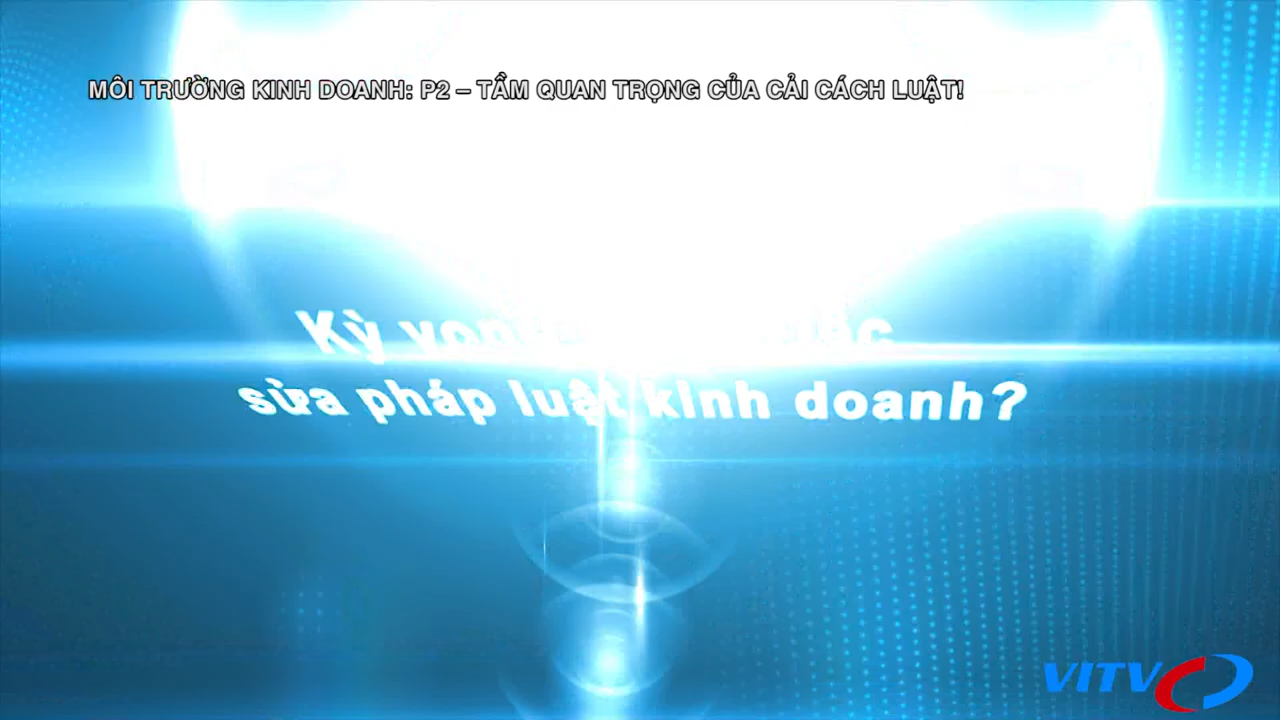 MÔI TRƯỜNG KINH DOANH: P2 – TẦM QUAN TRỌNG CỦA CẢI CÁCH LUẬT!
Kỳ
sửa pháp luật kinh doanh?
VITV